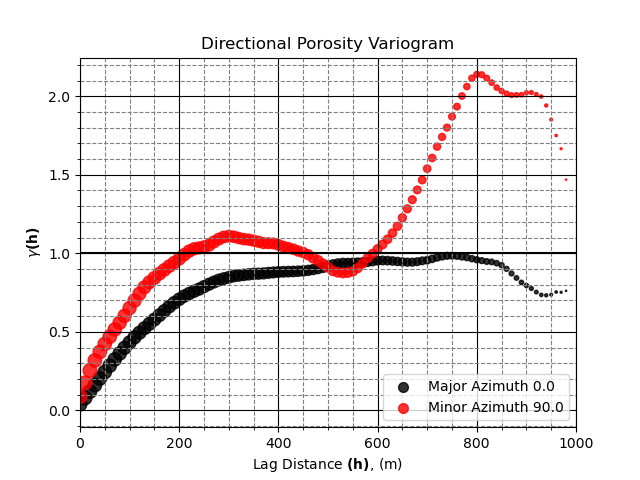 Directional Porosity Variogram
γ(h)
2.0
1.5
1.0
0.5
0.0
Major Azimuth 0.0
Minor Azimuth 90.0
0 200 400 600 800 1000
Lag Distance (h), (m)